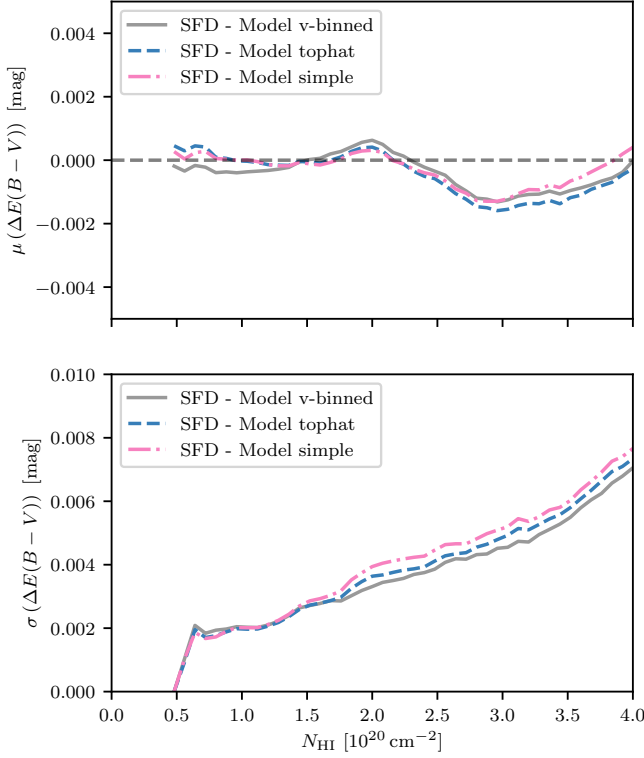 0.004
0.002
0.000
−0.002
−0.004
μ (ΔE(B − V)) [mag]
SFD - Model v-binned
SFD - Model tophat
SFD - Model simple
0.010
0.008
0.006
0.004
0.002
0.000
σ (ΔE(B − V)) [mag]
SFD - Model v-binned
SFD - Model tophat
SFD - Model simple
0.0 0.5 1.0 1.5 2.0 2.5 3.0 3.5 4.0
N_HI [10^20 cm^−2]